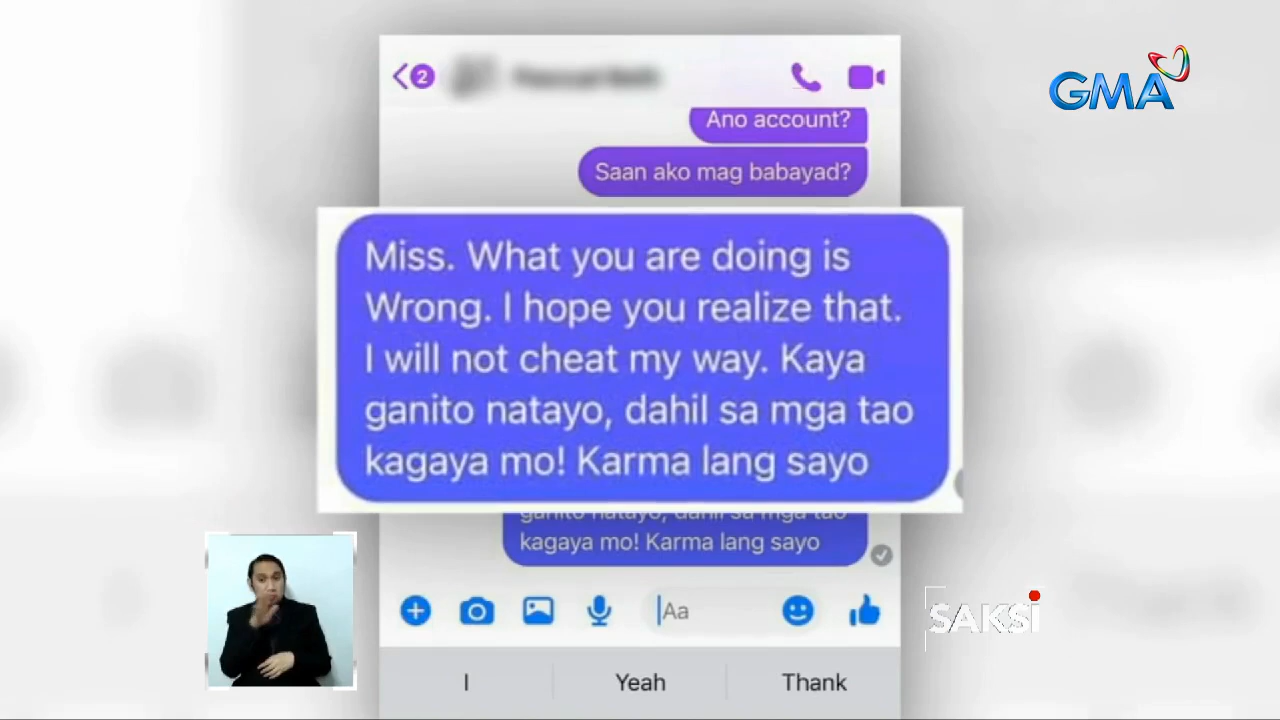 2
GMA
Ano account?
Saan ako mag babayad?
Miss. What you are doing is
Wrong. I hope you realize that.
I will not cheat my way. Kaya
ganito natayo, dahil sa mga tao
kagaya mo! Karma lang sayo
ganito natayo, dahil sa mga tao
kagaya mo! Karma lang sayo
Aa
SAKSI
I
Yeah
Thank